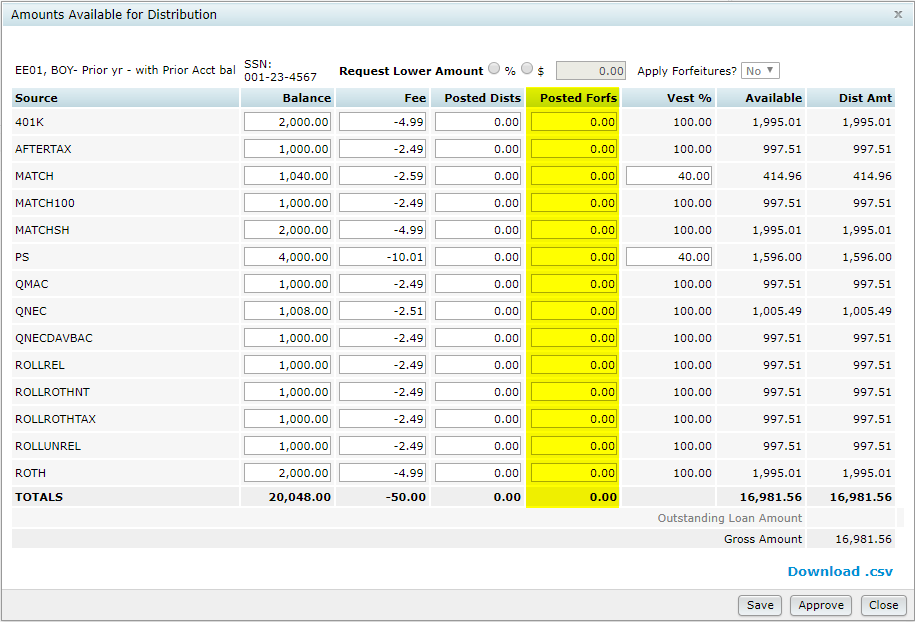 Amounts Available for Distribution x
EE01, BOY- Prior yr - with Prior Acct bal SSN: 001-23-4567 Request Lower Amount % $ 0.00 Apply Forfeitures? No ▼
Source Balance Fee Posted Dists Posted Forfs Vest % Available Dist Amt
401K 2,000.00 -4.99 0.00 0.00 100.00 1,995.01 1,995.01
AFTERTAX 1,000.00 -2.49 0.00 0.00 100.00 997.51 997.51
MATCH 1,040.00 -2.59 0.00 0.00 40.00 414.96 414.96
MATCH100 1,000.00 -2.49 0.00 0.00 100.00 997.51 997.51
MATCHSH 2,000.00 -4.99 0.00 0.00 100.00 1,995.01 1,995.01
PS 4,000.00 -10.01 0.00 0.00 40.00 1,596.00 1,596.00
QMAC 1,000.00 -2.49 0.00 0.00 100.00 997.51 997.51
QNEC 1,008.00 -2.51 0.00 0.00 100.00 1,005.49 1,005.49
QNECDAVBAC 1,000.00 -2.49 0.00 0.00 100.00 997.51 997.51
ROLLREL 1,000.00 -2.49 0.00 0.00 100.00 997.51 997.51
ROLLROTHNT 1,000.00 -2.49 0.00 0.00 100.00 997.51 997.51
ROLLROTHTAX 1,000.00 -2.49 0.00 0.00 100.00 997.51 997.51
ROLLUNREL 1,000.00 -2.49 0.00 0.00 100.00 997.51 997.51
ROTH 2,000.00 -4.99 0.00 0.00 100.00 1,995.01 1,995.01
TOTALS 20,048.00 -50.00 0.00 0.00 16,981.56 16,981.56
Outstanding Loan Amount
Gross Amount 16,981.56
Download .csv
Save Approve Close